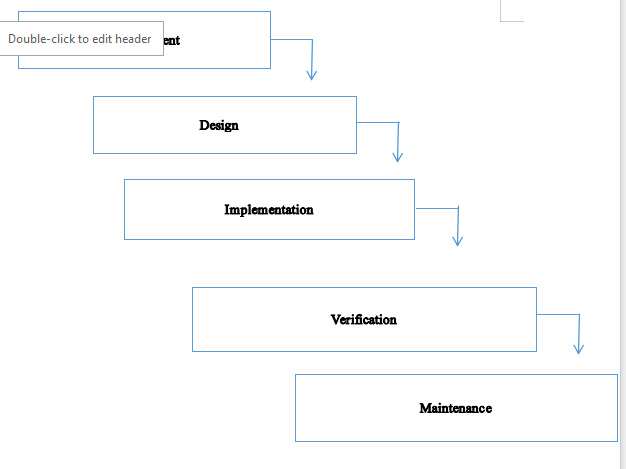 Double-click to edit header
ent
Design
Implementation
Verification
Maintenance